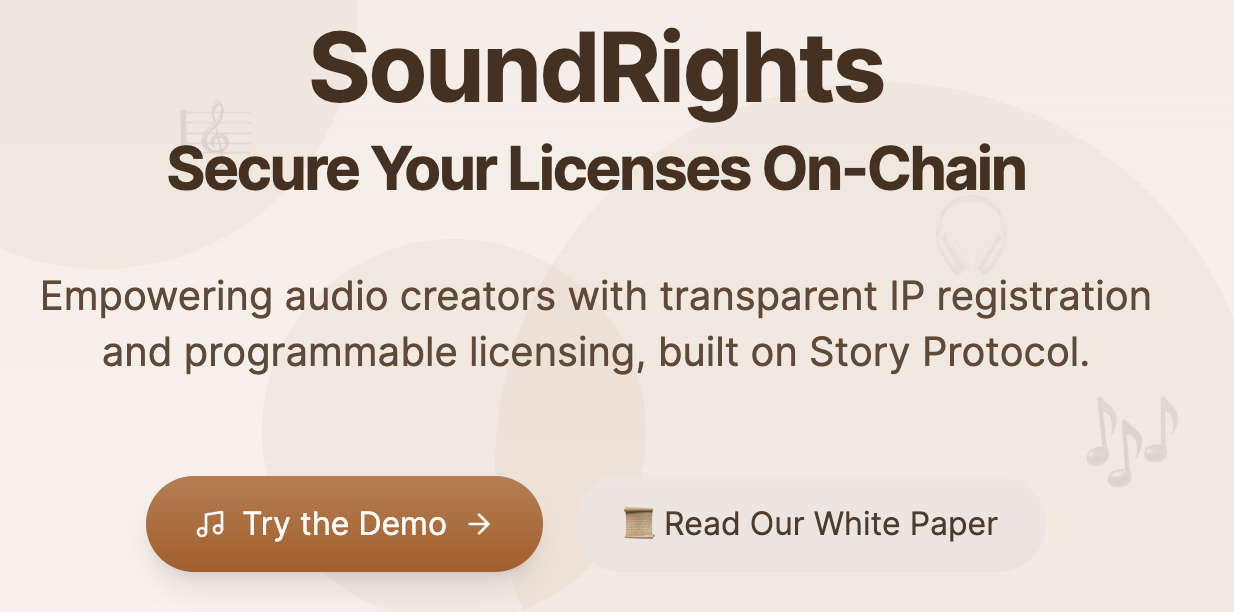 SoundRights
Secure Your Licenses On-Chain
Empowering audio creators with transparent IP registration
and programmable licensing, built on Story Protocol.
Try the Demo →
Read Our White Paper